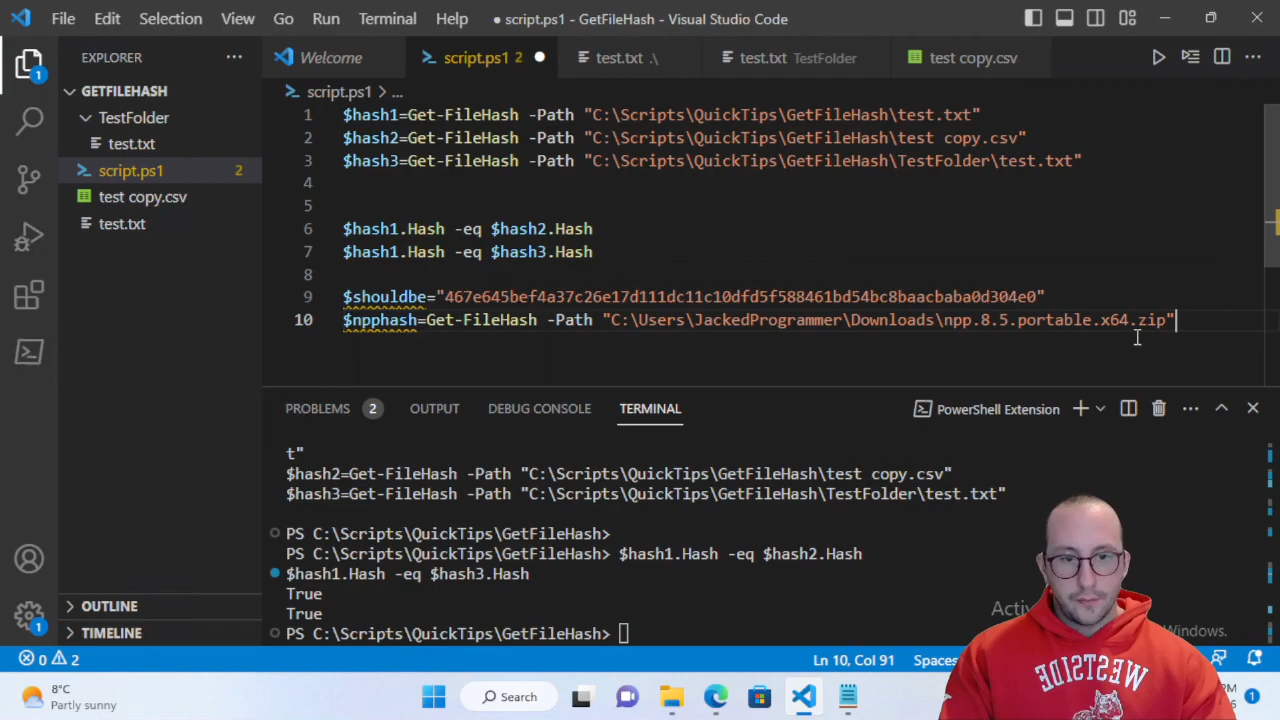 File Edit Selection View Go Run Terminal Help
● script.ps1 - GetFileHash - Visual Studio Code
EXPLORER
Welcome
script.ps1 2
test.txt .\
test.txt TestFolder
test copy.csv
1
GETFILEHASH
TestFolder
test.txt
script.ps1 2
test copy.csv
test.txt
script.ps1 > ...
1 $hash1=Get-FileHash -Path "C:\Scripts\QuickTips\GetFileHash\test.txt"
2 $hash2=Get-FileHash -Path "C:\Scripts\QuickTips\GetFileHash\test copy.csv"
3 $hash3=Get-FileHash -Path "C:\Scripts\QuickTips\GetFileHash\TestFolder\test.txt"
4
5
6 $hash1.Hash -eq $hash2.Hash
7 $hash1.Hash -eq $hash3.Hash
8
9 $shouldbe="467e645bef4a37c26e17d111dc11c10dfd5f588461bd54bc8baacbaba0d304e0"
10 $npphash=Get-FileHash -Path "C:\Users\JackedProgrammer\Downloads\npp.8.5.portable.x64.zip"
PROBLEMS 2 OUTPUT DEBUG CONSOLE TERMINAL
PowerShell Extension
t"
$hash2=Get-FileHash -Path "C:\Scripts\QuickTips\GetFileHash\test copy.csv"
$hash3=Get-FileHash -Path "C:\Scripts\QuickTips\GetFileHash\TestFolder\test.txt"
PS C:\Scripts\QuickTips\GetFileHash>
PS C:\Scripts\QuickTips\GetFileHash> $hash1.Hash -eq $hash2.Hash
$hash1.Hash -eq $hash3.Hash
True
True
PS C:\Scripts\QuickTips\GetFileHash>
OUTLINE
TIMELINE
1
0 2
Ln 10, Col 91
Windows.
WESTSIDE
8°C
Partly sunny
Search
1